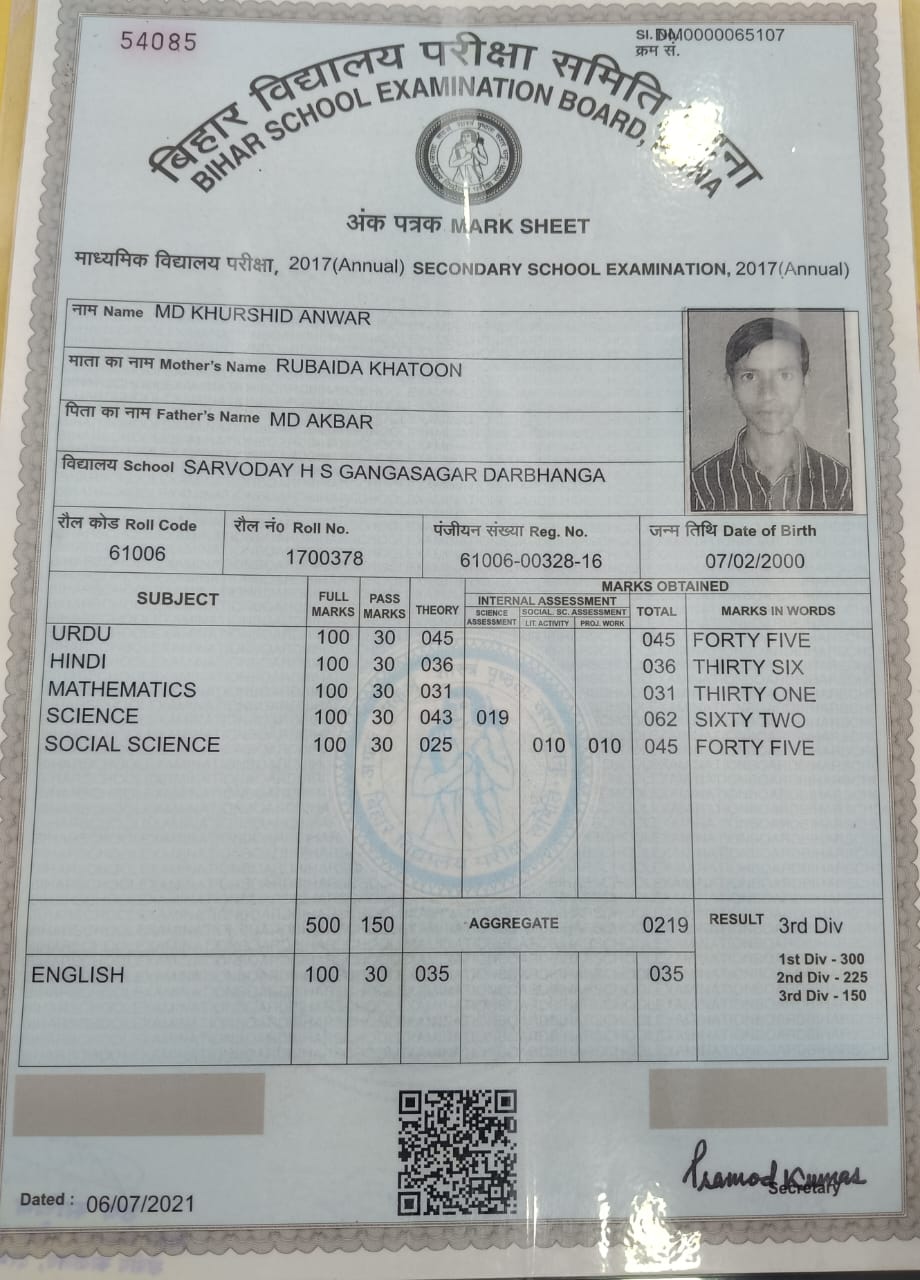 54085
Sl. No. DM0000065107
क्रम सं.
बिहार विद्यालय परीक्षा समिति
BIHAR SCHOOL EXAMINATION BOARD,
अंक पत्रक MARK SHEET
माध्यमिक विद्यालय परीक्षा, 2017(Annual) SECONDARY SCHOOL EXAMINATION, 2017(Annual)
नाम Name MD KHURSHID ANWAR
माता का नाम Mother's Name RUBAIDA KHATOON
पिता का नाम Father's Name MD AKBAR
विद्यालय School SARVODAY H S GANGASAGAR DARBHANGA
रौल कोड Roll Code रौल नं० Roll No. पंजीयन संख्या Reg. No. जन्म तिथि Date of Birth
61006 1700378 61006-00328-16 07/02/2000
SUBJECT FULL MARKS PASS MARKS THEORY MARKS OBTAINED
INTERNAL ASSESSMENT TOTAL MARKS IN WORDS
SCIENCE ASSESSMENT SOCIAL. SC. ASSESSMENT
LIT. ACTIVITY PROJ. WORK
URDU 100 30 045 045 FORTY FIVE
HINDI 100 30 036 036 THIRTY SIX
MATHEMATICS 100 30 031 031 THIRTY ONE
SCIENCE 100 30 043 019 062 SIXTY TWO
SOCIAL SCIENCE 100 30 025 010 010 045 FORTY FIVE
500 150 AGGREGATE 0219 RESULT 3rd Div
1st Div - 300
2nd Div - 225
3rd Div - 150
ENGLISH 100 30 035 035
Pramod Kumar
Secretary
Dated : 06/07/2021